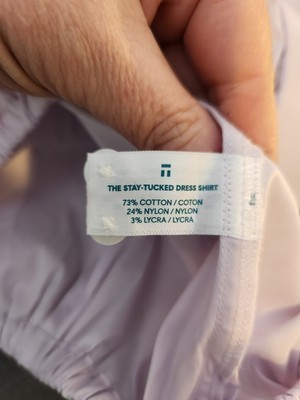 THE STAY-TUCKED DRESS SHIRT
73% COTTON / COTON
24% NYLON / NYLON
3% LYCRA / LYCRA